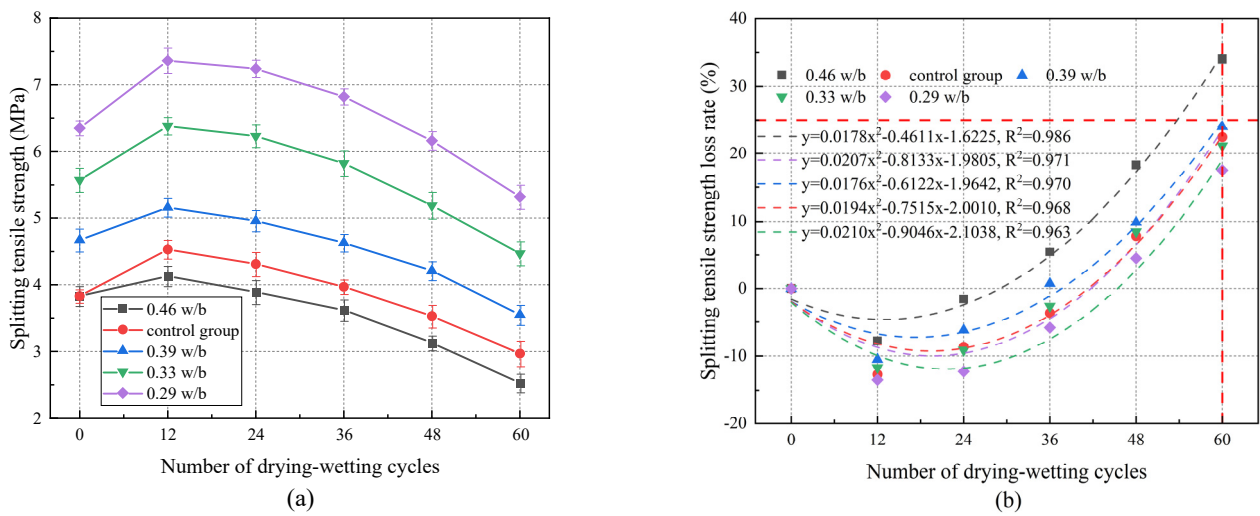 8
7
6
5
4
3
2
Splitting tensile strength (MPa)
0.46 w/b
control group
0.39 w/b
0.33 w/b
0.29 w/b
0 12 24 36 48 60
Number of drying-wetting cycles
(a)
40
30
20
10
0
-10
-20
Splitting tensile strength loss rate (%)
0.46 w/b control group 0.39 w/b
0.33 w/b 0.29 w/b
y=0.0178x²-0.4611x-1.6225, R²=0.986
y=0.0207x²-0.8133x-1.9805, R²=0.971
y=0.0176x²-0.6122x-1.9642, R²=0.970
y=0.0194x²-0.7515x-2.0010, R²=0.968
y=0.0210x²-0.9046x-2.1038, R²=0.963
0 12 24 36 48 60
Number of drying-wetting cycles
(b)